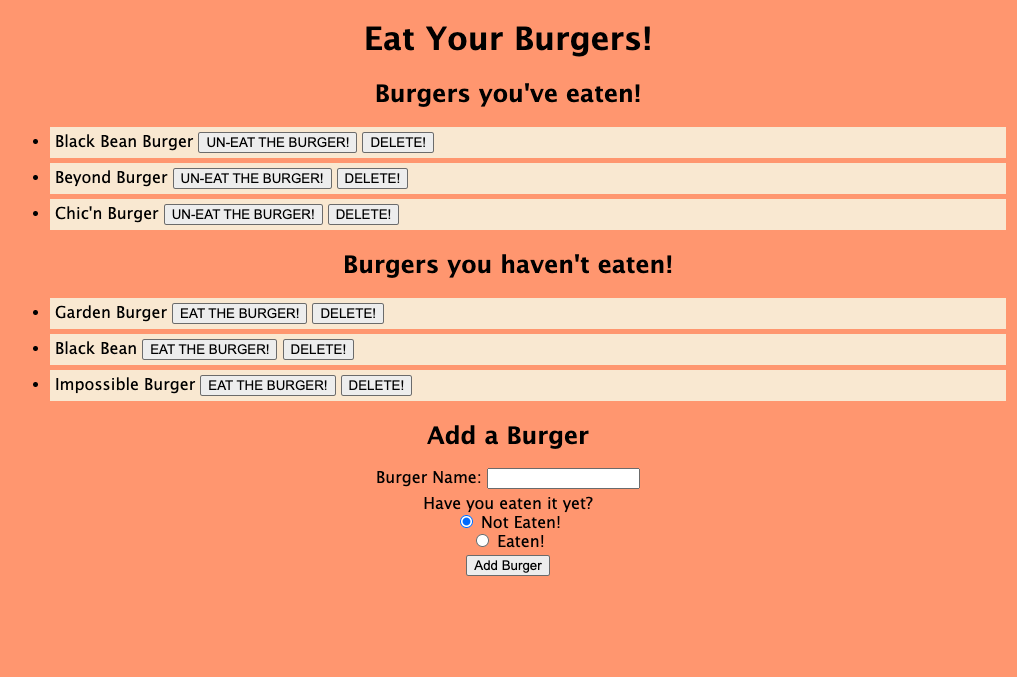 Eat Your Burgers!
Burgers you've eaten!
Black Bean Burger UN-EAT THE BURGER! DELETE!
Beyond Burger UN-EAT THE BURGER! DELETE!
Chic'n Burger UN-EAT THE BURGER! DELETE!
Burgers you haven't eaten!
Garden Burger EAT THE BURGER! DELETE!
Black Bean EAT THE BURGER! DELETE!
Impossible Burger EAT THE BURGER! DELETE!
Add a Burger
Burger Name:
Have you eaten it yet?
Not Eaten!
Eaten!
Add Burger